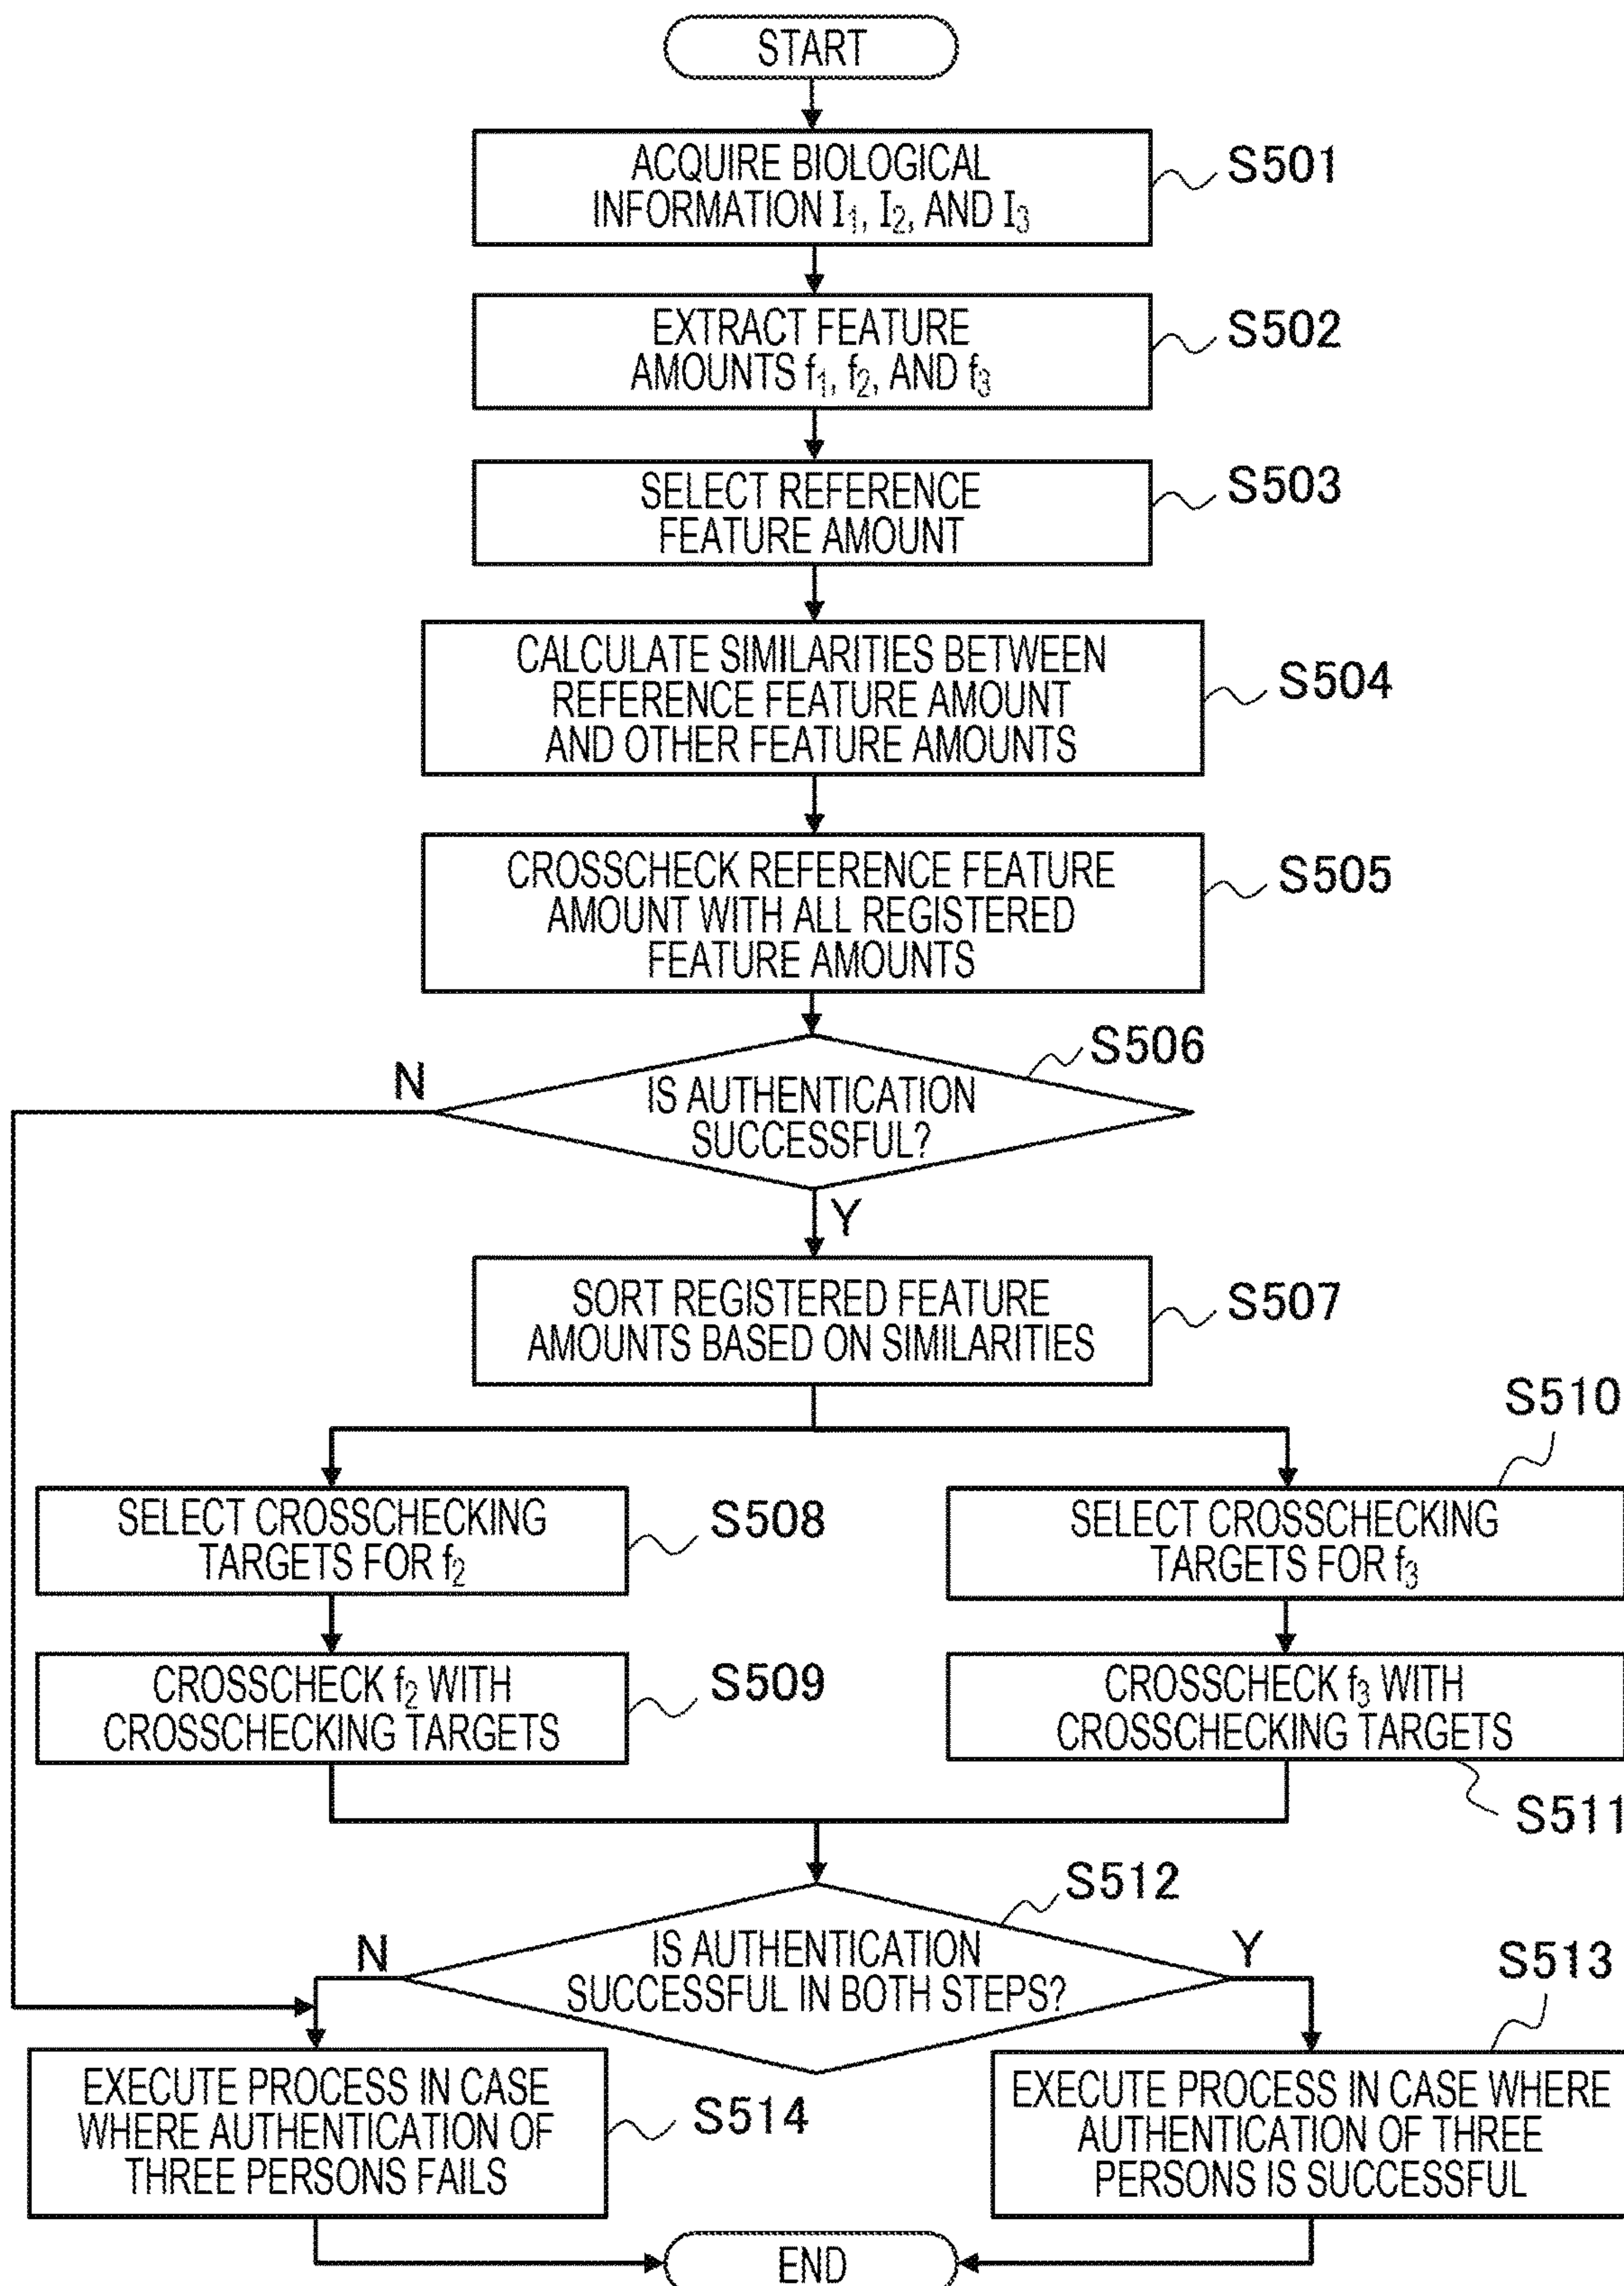 START
ACQUIRE BIOLOGICAL
INFORMATION I₁, I₂, AND I₃
S501
EXTRACT FEATURE
AMOUNTS f₁, f₂, AND f₃
S502
SELECT REFERENCE
FEATURE AMOUNT
S503
CALCULATE SIMILARITIES BETWEEN
REFERENCE FEATURE AMOUNT
AND OTHER FEATURE AMOUNTS
S504
CROSSCHECK REFERENCE FEATURE
AMOUNT WITH ALL REGISTERED
FEATURE AMOUNTS
S505
S506
N
IS AUTHENTICATION
SUCCESSFUL?
Y
SORT REGISTERED FEATURE
AMOUNTS BASED ON SIMILARITIES
S507
SELECT CROSSCHECKING
TARGETS FOR f₂
S508
CROSSCHECK f₂ WITH
CROSSCHECKING TARGETS
S509
S510
SELECT CROSSCHECKING
TARGETS FOR f₃
CROSSCHECK f₃ WITH
CROSSCHECKING TARGETS
S511
S512
N
IS AUTHENTICATION
SUCCESSFUL IN BOTH STEPS?
Y
S513
EXECUTE PROCESS IN CASE
WHERE AUTHENTICATION OF
THREE PERSONS FAILS
S514
EXECUTE PROCESS IN CASE WHERE
AUTHENTICATION OF THREE
PERSONS IS SUCCESSFUL
END